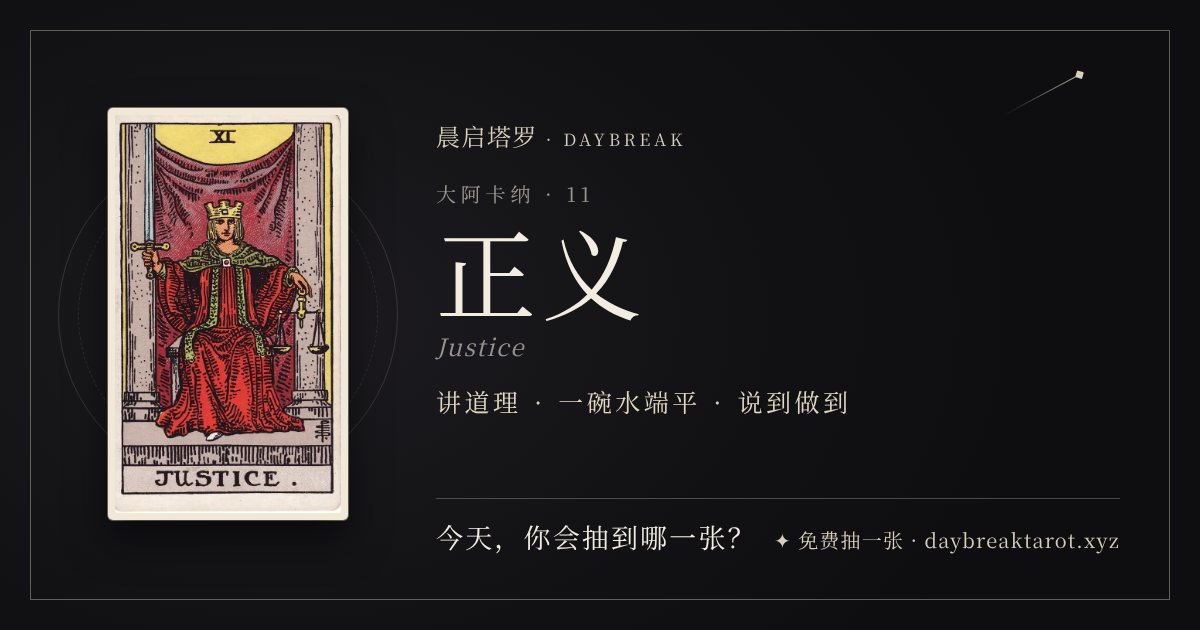 XI
JUSTICE .
晨启塔罗 · DAYBREAK
大阿卡纳 · 11
正义
Justice
讲道理 · 一碗水端平 · 说到做到
今天，你会抽到哪一张？ ✦ 免费抽一张 · daybreaktarot.xyz